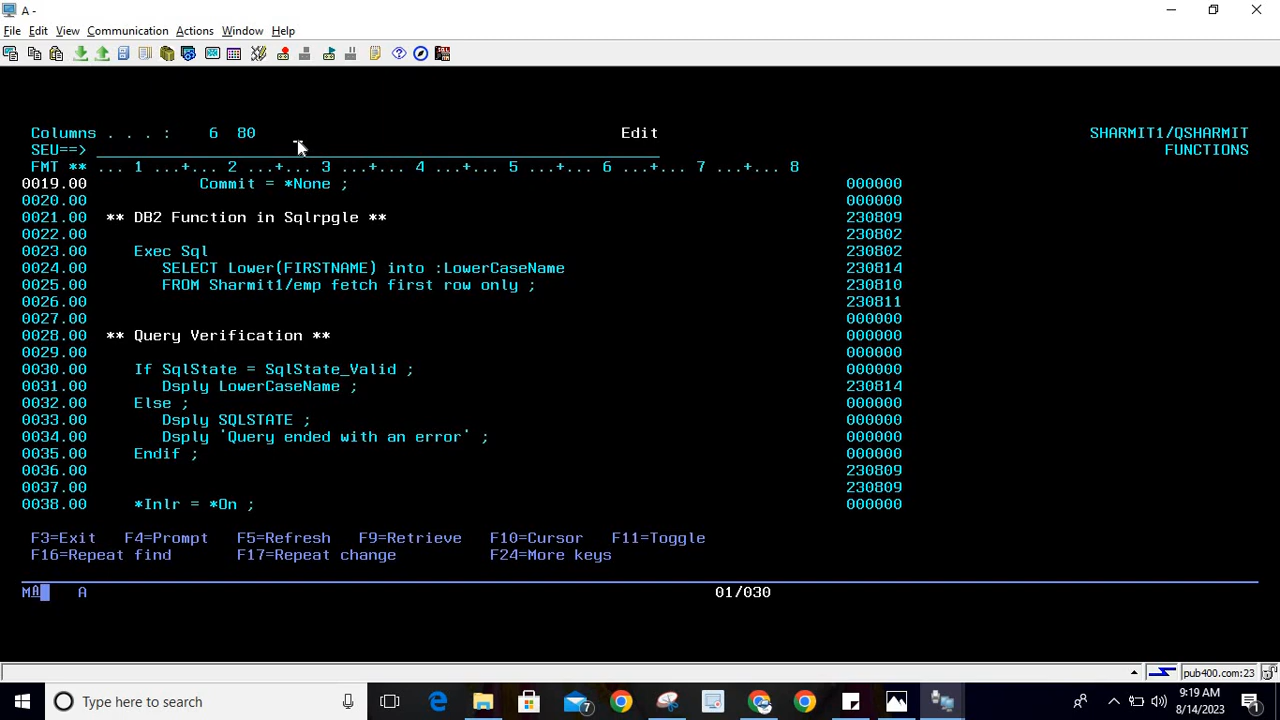 A -
File Edit View Communication Actions Window Help
Columns . . . : 6 80 Edit SHARMIT1/QSHARMIT
SEU==> FUNCTIONS
FMT ** ... 1 ...+... 2 ...+... 3 ...+... 4 ...+... 5 ...+... 6 ...+... 7 ...+... 8
0019.00 Commit = *None ; 000000
0020.00 000000
0021.00 ** DB2 Function in Sqlrpgle ** 230809
0022.00 230802
0023.00 Exec Sql 230802
0024.00 SELECT Lower(FIRSTNAME) into :LowerCaseName 230814
0025.00 FROM Sharmit1/emp fetch first row only ; 230810
0026.00 230811
0027.00 000000
0028.00 ** Query Verification ** 000000
0029.00 000000
0030.00 If SqlState = SqlState_Valid ; 000000
0031.00 Dsply LowerCaseName ; 230814
0032.00 Else ; 000000
0033.00 Dsply SQLSTATE ; 000000
0034.00 Dsply 'Query ended with an error' ; 000000
0035.00 Endif ; 000000
0036.00 230809
0037.00 230809
0038.00 *Inlr = *On ; 000000
F3=Exit F4=Prompt F5=Refresh F9=Retrieve F10=Cursor F11=Toggle
F16=Repeat find F17=Repeat change F24=More keys
MA A 01/030
pub400.com:23
Type here to search 7 9:19 AM
8/14/2023 1